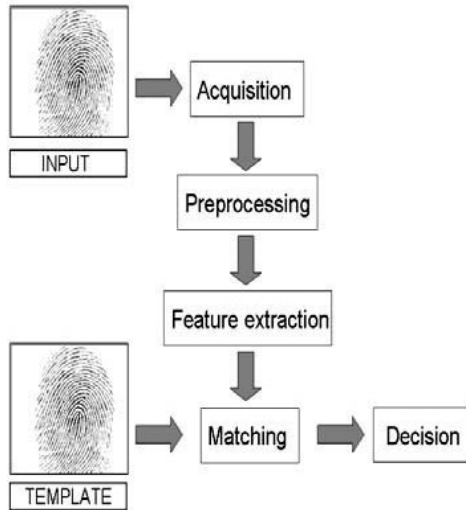 Acquisition
INPUT
Preprocessing
Feature extraction
Matching
Decision
TEMPLATE